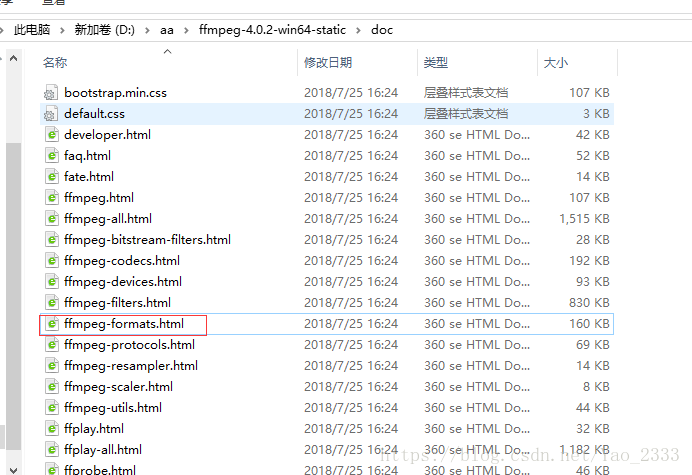 查看
此电脑 > 新加卷 (D:) > aa > ffmpeg-4.0.2-win64-static > doc
名称 修改日期 类型 大小
bootstrap.min.css 2018/7/25 16:24 层叠样式表文档 107 KB
default.css 2018/7/25 16:24 层叠样式表文档 3 KB
developer.html 2018/7/25 16:24 360 se HTML Do... 42 KB
faq.html 2018/7/25 16:24 360 se HTML Do... 52 KB
fate.html 2018/7/25 16:24 360 se HTML Do... 14 KB
ffmpeg.html 2018/7/25 16:24 360 se HTML Do... 107 KB
ffmpeg-all.html 2018/7/25 16:24 360 se HTML Do... 1,515 KB
ffmpeg-bitstream-filters.html 2018/7/25 16:24 360 se HTML Do... 28 KB
ffmpeg-codecs.html 2018/7/25 16:24 360 se HTML Do... 192 KB
ffmpeg-devices.html 2018/7/25 16:24 360 se HTML Do... 93 KB
ffmpeg-filters.html 2018/7/25 16:24 360 se HTML Do... 830 KB
ffmpeg-formats.html 2018/7/25 16:24 360 se HTML Do... 160 KB
ffmpeg-protocols.html 2018/7/25 16:24 360 se HTML Do... 69 KB
ffmpeg-resampler.html 2018/7/25 16:24 360 se HTML Do... 14 KB
ffmpeg-scaler.html 2018/7/25 16:24 360 se HTML Do... 8 KB
ffmpeg-utils.html 2018/7/25 16:24 360 se HTML Do... 44 KB
ffplay.html 2018/7/25 16:24 360 se HTML Do... 32 KB
ffplay-all.html 2018/7/25 16:24 360 se HTML Do... 1,182 KB
ffprobe.html 2018/7/25 16:24 360 se HTML Do... 46 KB